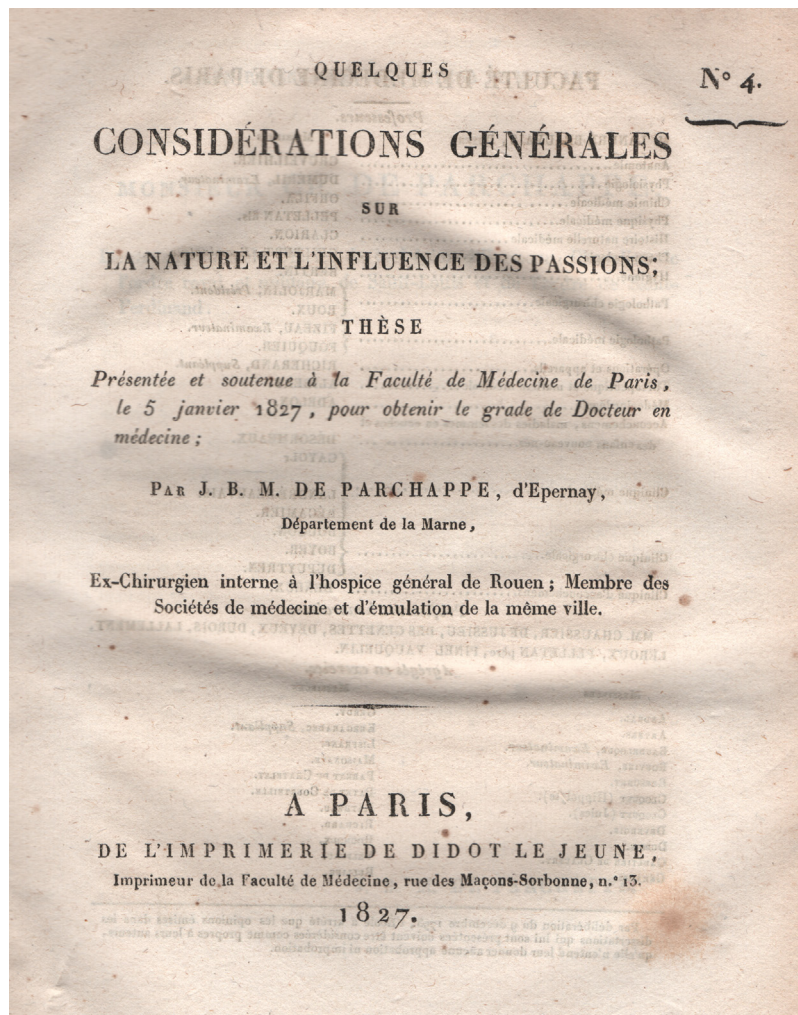 QUELQUES
N° 4.
CONSIDÉRATIONS GÉNÉRALES
SUR
LA NATURE ET L'INFLUENCE DES PASSIONS;
THÈSE
Présentée et soutenue à la Faculté de Médecine de Paris,
le 5 janvier 1827, pour obtenir le grade de Docteur en
médecine;
PAR J. B. M. DE PARCHAPPE, d'Epernay,
Département de la Marne,
Ex-Chirurgien interne à l'hospice général de Rouen; Membre des
Sociétés de médecine et d'émulation de la même ville.
A PARIS,
DE L'IMPRIMERIE DE DIDOT LE JEUNE,
Imprimeur de la Faculté de Médecine, rue des Maçons-Sorbonne, n.° 13.
1827.